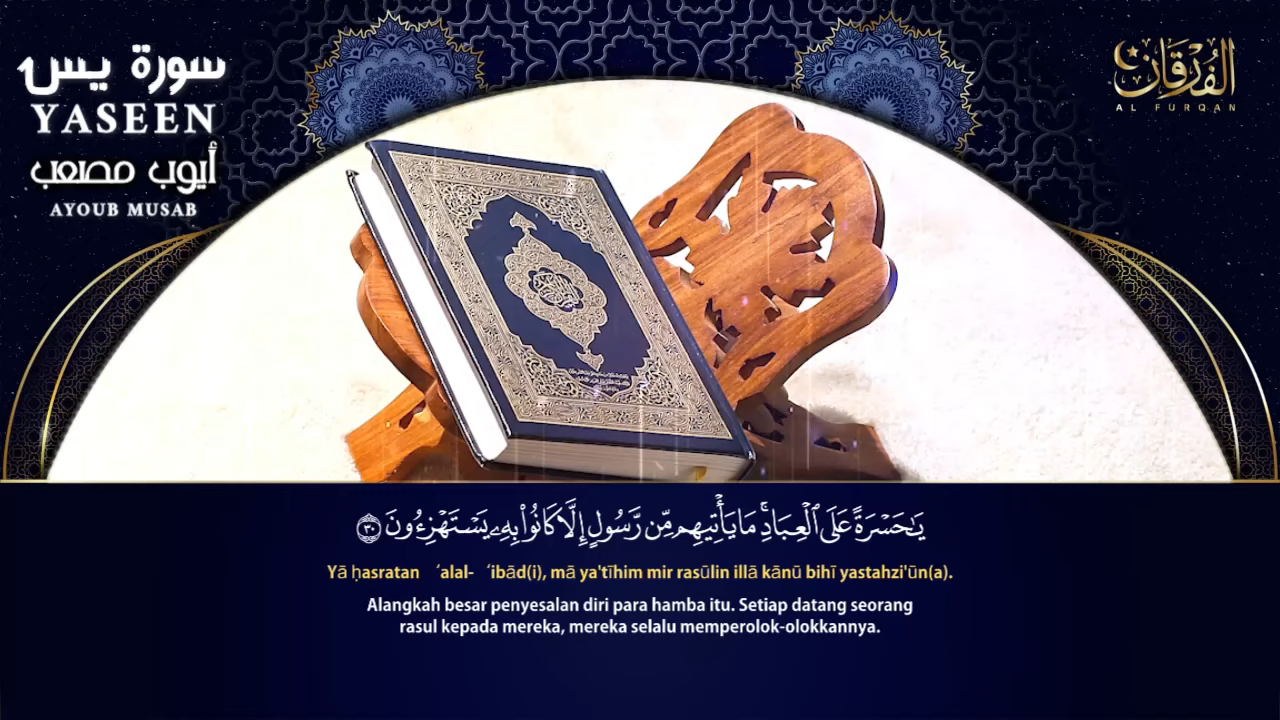 سورة يس
YASEEN
أيوب مصعب
AYOUB MUSAB
الفرقان
AL FURQAN
يَـٰحَسْرَةً عَلَى ٱلْعِبَادِ ۚ مَا يَأْتِيهِم مِّن رَّسُولٍ إِلَّا كَانُوا۟ بِهِۦ يَسْتَهْزِءُونَ ٣٠
Yā ḥasratan ‘alal- ‘ibād(i), mā ya'tīhim mir rasūlin illā kānū bihī yastahzi'ūn(a).
Alangkah besar penyesalan diri para hamba itu. Setiap datang seorang
rasul kepada mereka, mereka selalu memperolok-olokkannya.